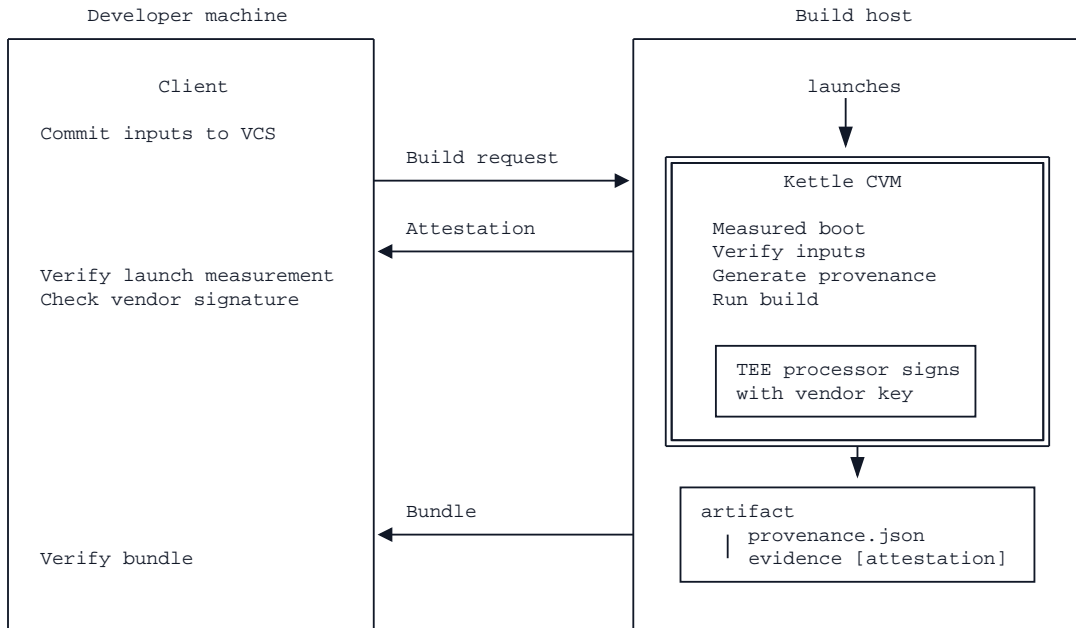 Developer machine
Build host
Client
launches
Commit inputs to VCS
Build request
Kettle CVM
Attestation
Measured boot
Verify inputs
Verify launch measurement
Generate provenance
Check vendor signature
Run build
TEE processor signs
with vendor key
Bundle
artifact
provenance.json
Verify bundle
evidence [attestation]